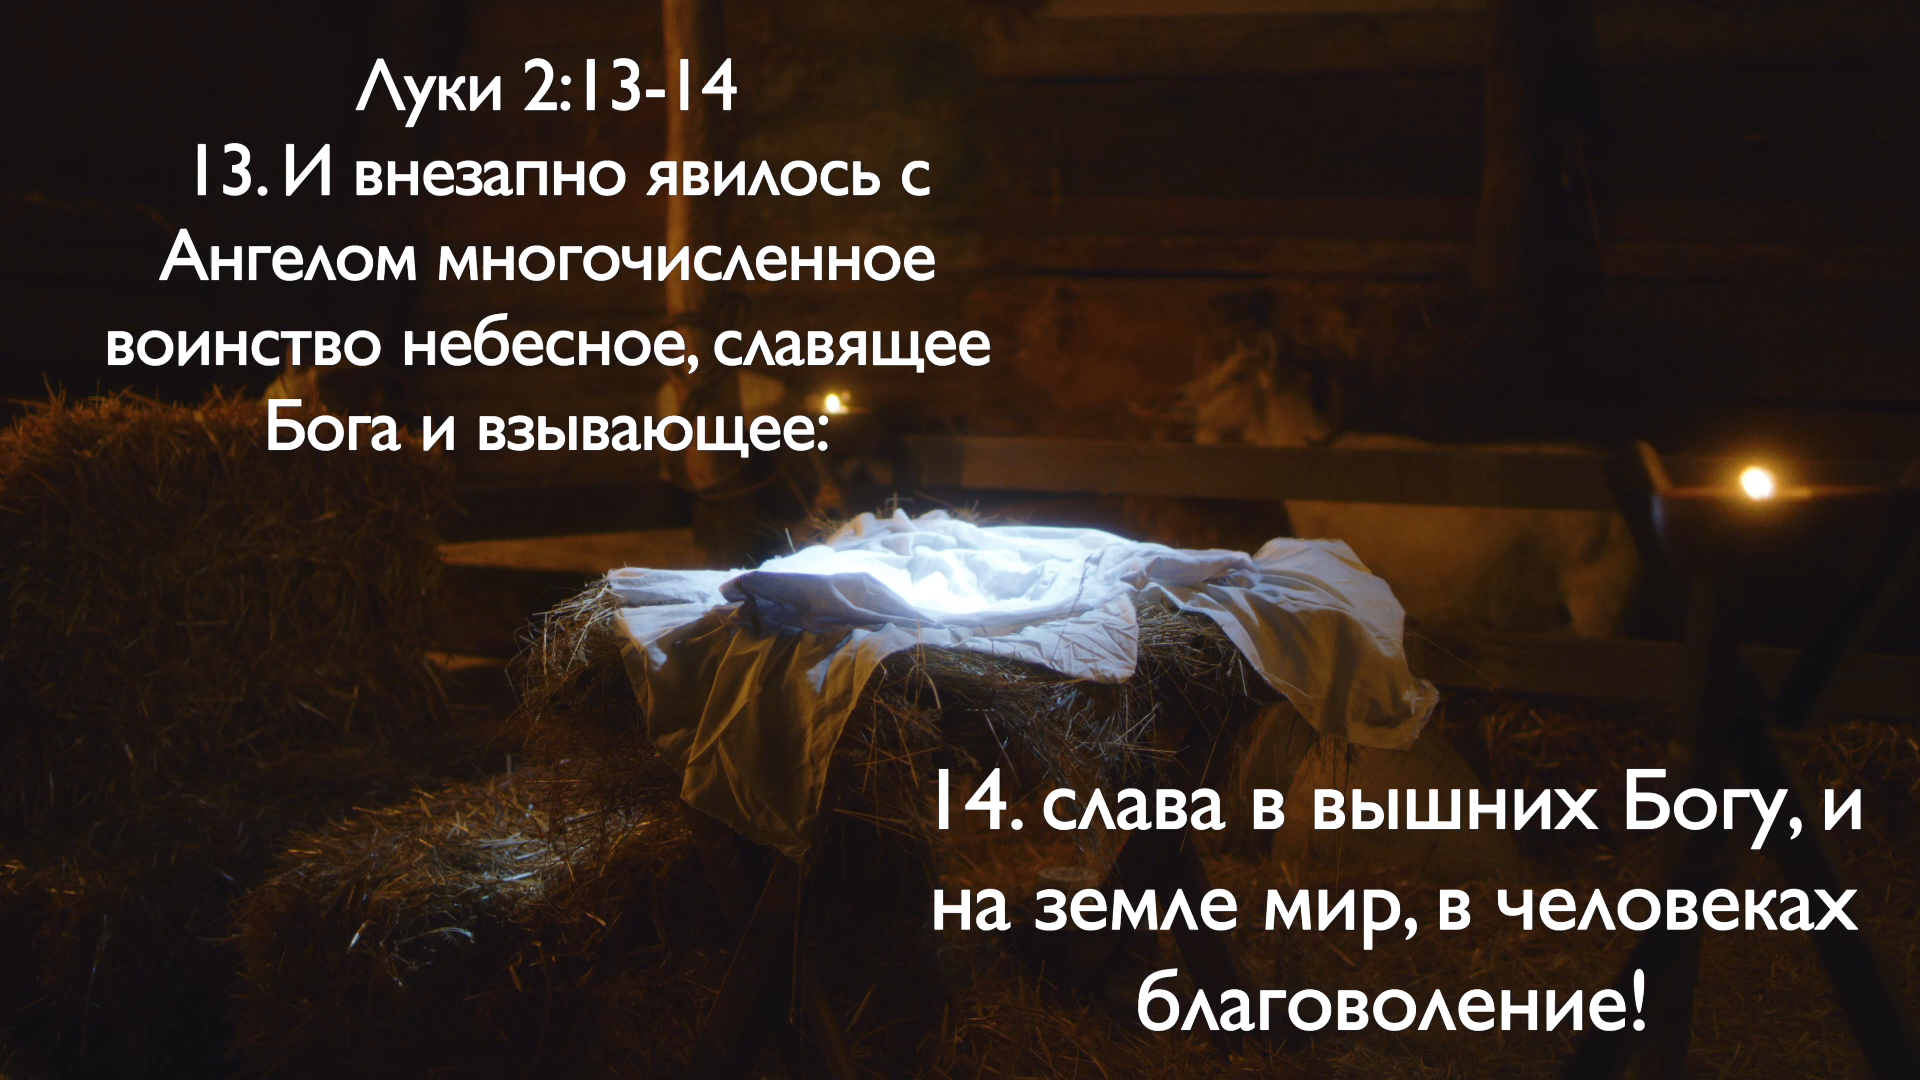 Луки 2:13-14
13. И внезапно явилось с
Ангелом многочисленное
воинство небесное, славящее
Бога и взывающее:
14. слава в вышних Богу, и
на земле мир, в человеках
благоволение!